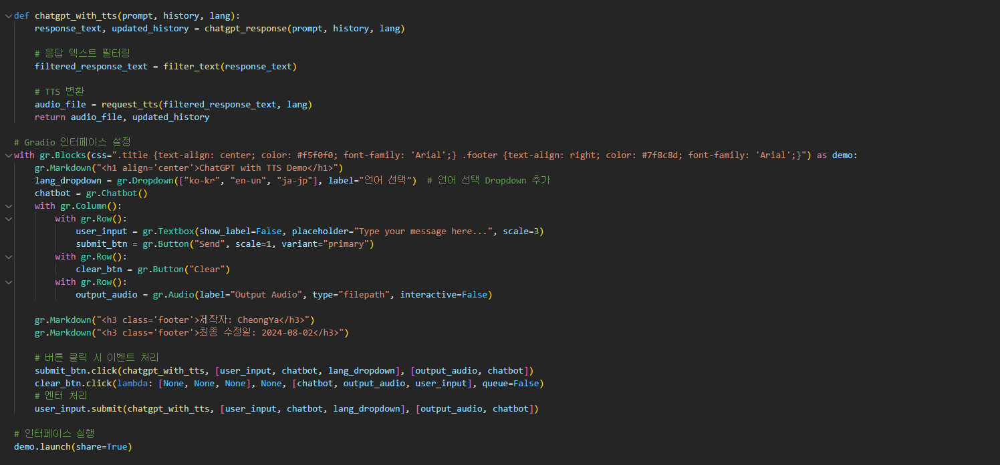 def chatgpt_with_tts(prompt, history, lang):
    response_text, updated_history = chatgpt_response(prompt, history, lang)
    # 응답 텍스트 필터링
    filtered_response_text = filter_text(response_text)
    # TTS 변환
    audio_file = request_tts(filtered_response_text, lang)
    return audio_file, updated_history
# Gradio 인터페이스 설정
with gr.Blocks(css=".title {text-align: center; color: #f5f0f0; font-family: 'Arial';} .footer {text-align: right; color: #7f8c8d; font-family: 'Arial';}") as demo:
    gr.Markdown("<h1 align='center'>ChatGPT with TTS Demo</h1>")
    lang_dropdown = gr.Dropdown(["ko-kr", "en-un", "ja-jp"], label="언어 선택")  # 언어 선택 Dropdown 추가
    chatbot = gr.Chatbot()
    with gr.Column():
        with gr.Row():
            user_input = gr.Textbox(show_label=False, placeholder="Type your message here...", scale=3)
            submit_btn = gr.Button("Send", scale=1, variant="primary")
        with gr.Row():
            clear_btn = gr.Button("Clear")
        with gr.Row():
            output_audio = gr.Audio(label="Output Audio", type="filepath", interactive=False)
    gr.Markdown("<h3 class='footer'>제작자: CheongYa</h3>")
    gr.Markdown("<h3 class='footer'>최종 수정일: 2024-08-02</h3>")
    # 버튼 클릭 시 이벤트 처리
    submit_btn.click(chatgpt_with_tts, [user_input, chatbot, lang_dropdown], [output_audio, chatbot])
    clear_btn.click(lambda: [None, None, None], None, [chatbot, output_audio, user_input], queue=False)
    # 엔터 처리
    user_input.submit(chatgpt_with_tts, [user_input, chatbot, lang_dropdown], [output_audio, chatbot])
# 인터페이스 실행
demo.launch(share=True)